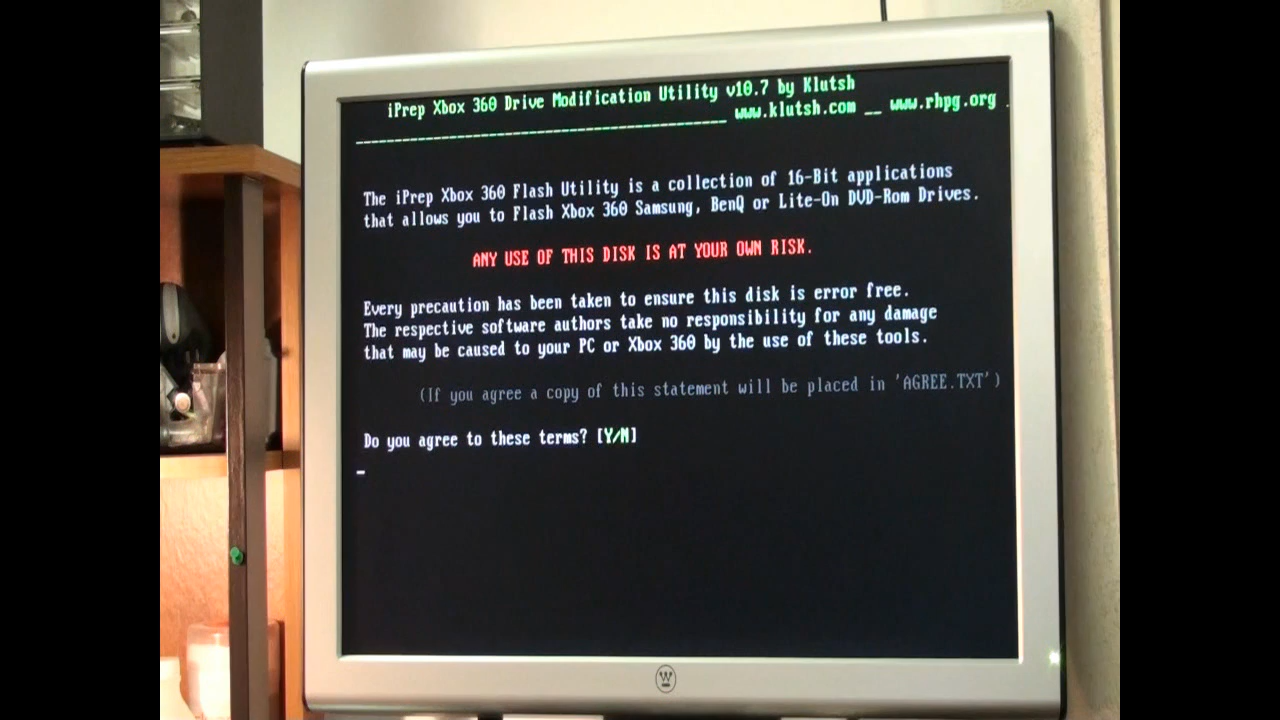 iPrep Xbox 360 Drive Modification Utility v10.7 by Klutsh
www.klutsh.com __ www.rhpg.org .
The iPrep Xbox 360 Flash Utility is a collection of 16-Bit applications
that allows you to Flash Xbox 360 Samsung, BenQ or Lite-On DVD-Rom Drives.
ANY USE OF THIS DISK IS AT YOUR OWN RISK.
Every precaution has been taken to ensure this disk is error free.
The respective software authors take no responsibility for any damage
that may be caused to your PC or Xbox 360 by the use of these tools.
(If you agree a copy of this statement will be placed in 'AGREE.TXT')
Do you agree to these terms? [Y/N]
_
W